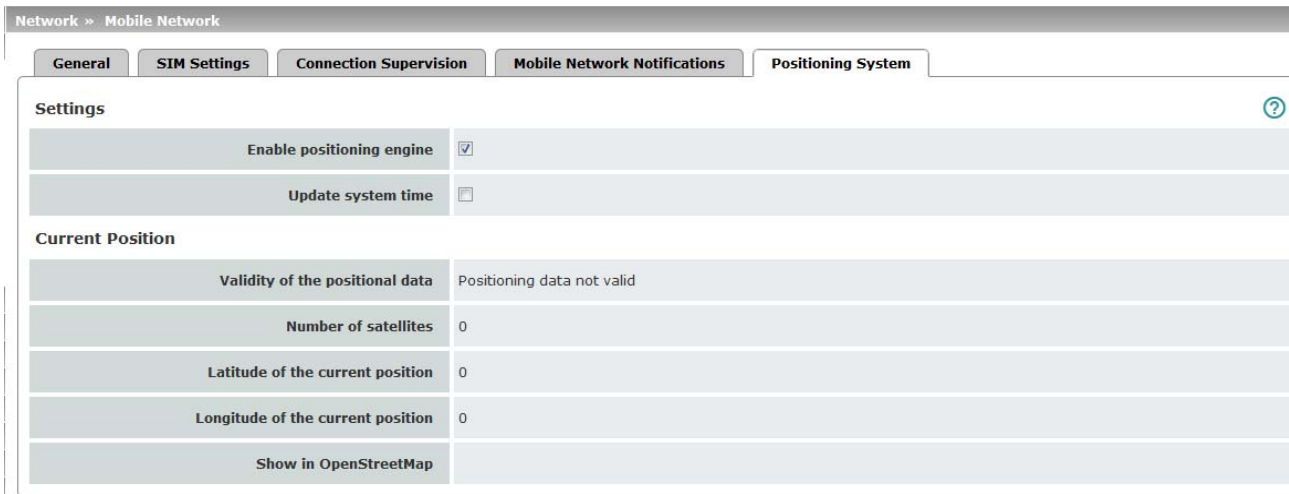 Network » Mobile Network
General SIM Settings Connection Supervision Mobile Network Notifications Positioning System
Settings ?
Enable positioning engine
Update system time
Current Position
Validity of the positional data Positioning data not valid
Number of satellites 0
Latitude of the current position 0
Longitude of the current position 0
Show in OpenStreetMap